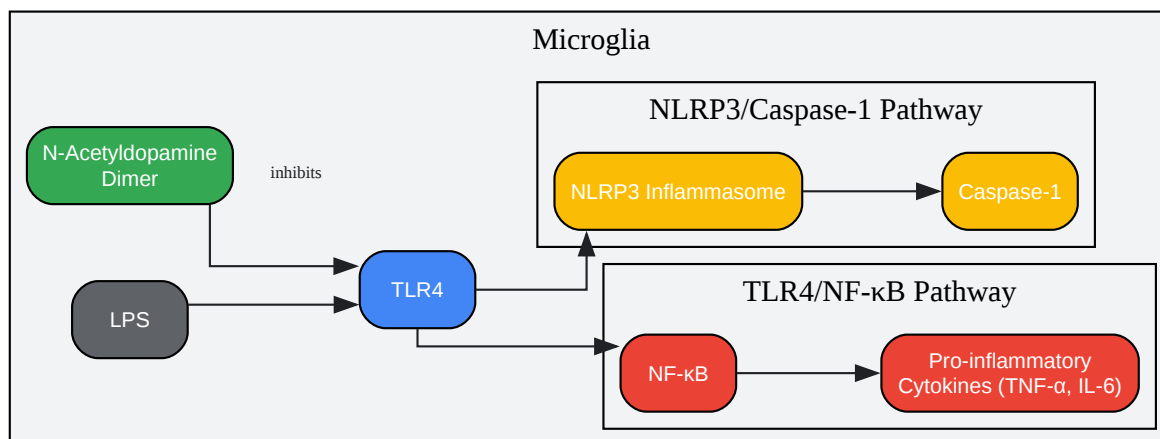 Microglia
NLRP3/Caspase-1 Pathway
N-Acetyldopamine
Dimer
inhibits
NLRP3 Inflammasome
Caspase-1
TLR4
LPS
TLR4/NF-κB Pathway
NF-κB
Pro-inflammatory
Cytokines (TNF-α, IL-6)